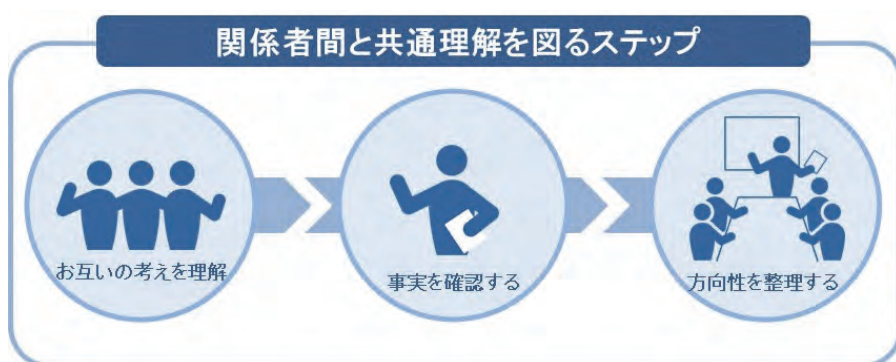 関係者間と共通理解を図るステップ
お互いの考えを理解
事実を確認する
方向性を整理する